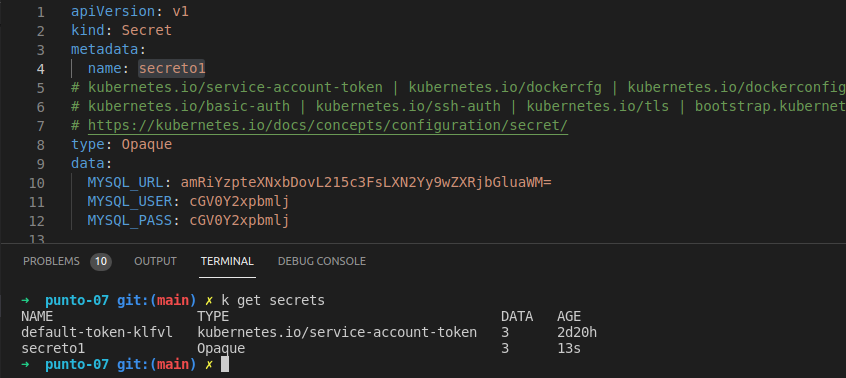 1 apiVersion: v1
2 kind: Secret
3 metadata:
4 name: secreto1
5 # kubernetes.io/service-account-token | kubernetes.io/dockercfg | kubernetes.io/dockerconfig
6 # kubernetes.io/basic-auth | kubernetes.io/ssh-auth | kubernetes.io/tls | bootstrap.kubernet
7 # https://kubernetes.io/docs/concepts/configuration/secret/
8 type: Opaque
9 data:
10 MYSQL_URL: amRiYzpteXNxbDovL215c3FsLXN2Yy9wZXRjbGluaWM=
11 MYSQL_USER: cGV0Y2xpbmlj
12 MYSQL_PASS: cGV0Y2xpbmlj
13
PROBLEMS 10 OUTPUT TERMINAL DEBUG CONSOLE
➜ punto-07 git:(main) ✗ k get secrets
NAME TYPE DATA AGE
default-token-klfvl kubernetes.io/service-account-token 3 2d20h
secreto1 Opaque 3 13s
➜ punto-07 git:(main) ✗